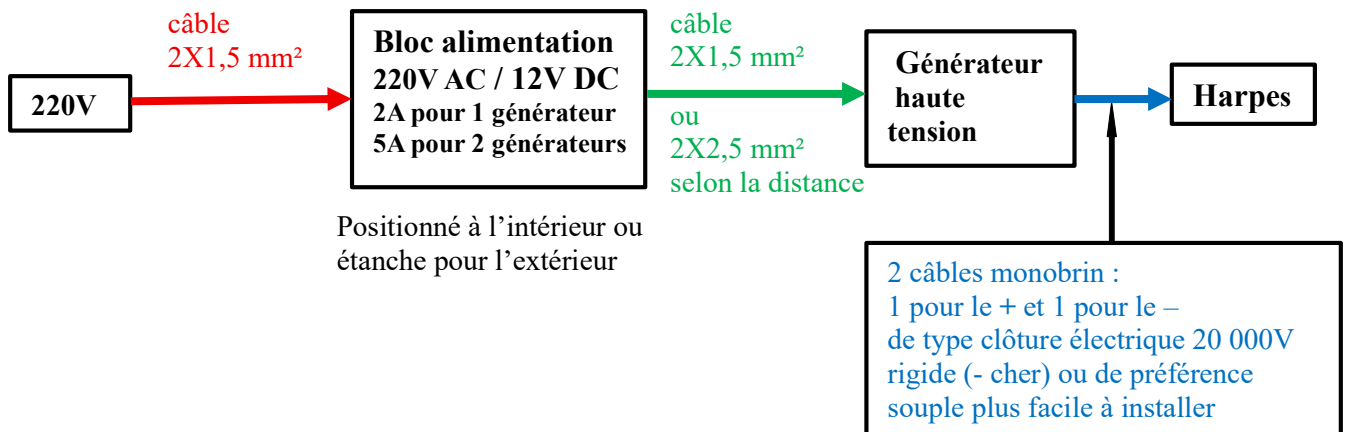 220V
câble
2X1,5 mm²
Bloc alimentation
220V AC / 12V DC
2A pour 1 générateur
5A pour 2 générateurs
Positionné à l’intérieur ou
étanche pour l’extérieur
câble
2X1,5 mm²
ou
2X2,5 mm²
selon la distance
Générateur
haute
tension
Harpes
2 câbles monobrin :
1 pour le + et 1 pour le –
de type clôture électrique 20 000V
rigide (- cher) ou de préférence
souple plus facile à installer